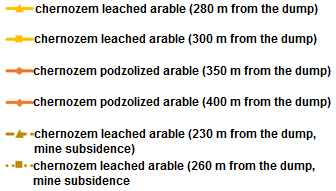 chernozem leached arable (280 m from the dump)
chernozem leached arable (300 m from the dump)
chernozem podzolized arable (350 m from the dump)
chernozem podzolized arable (400 m from the dump)
chernozem leached arable (230 m from the dump,
mine subsidence)
chernozem leached arable (260 m from the dump,
mine subsidence